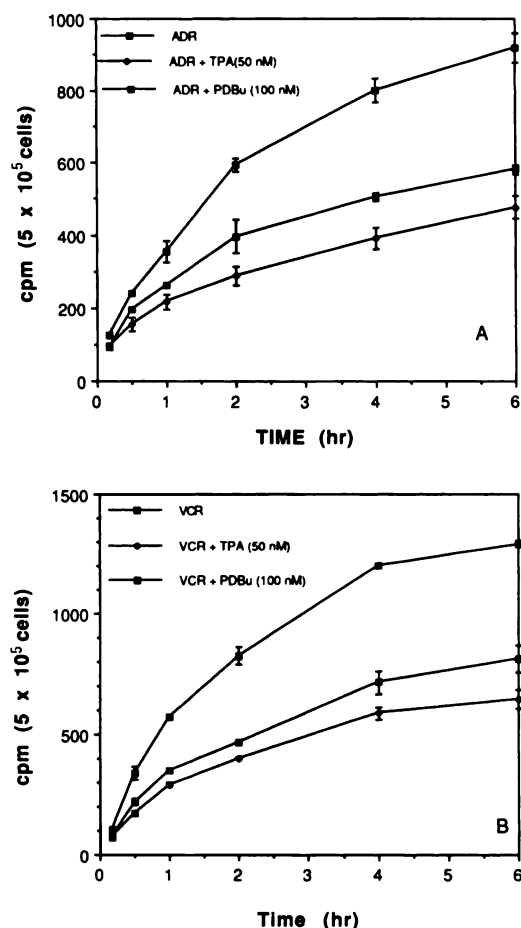 1000
800
600
400
200
0
cpm (5 x 10⁵ cells)
ADR
ADR + TPA(50 nM)
ADR + PDBu (100 nM)
A
0 1 2 3 4 5 6
TIME (hr)
1500
1000
500
0
cpm (5 x 10⁵ cells)
VCR
VCR + TPA (50 nM)
VCR + PDBu (100 nM)
B
0 1 2 3 4 5 6
Time (hr)